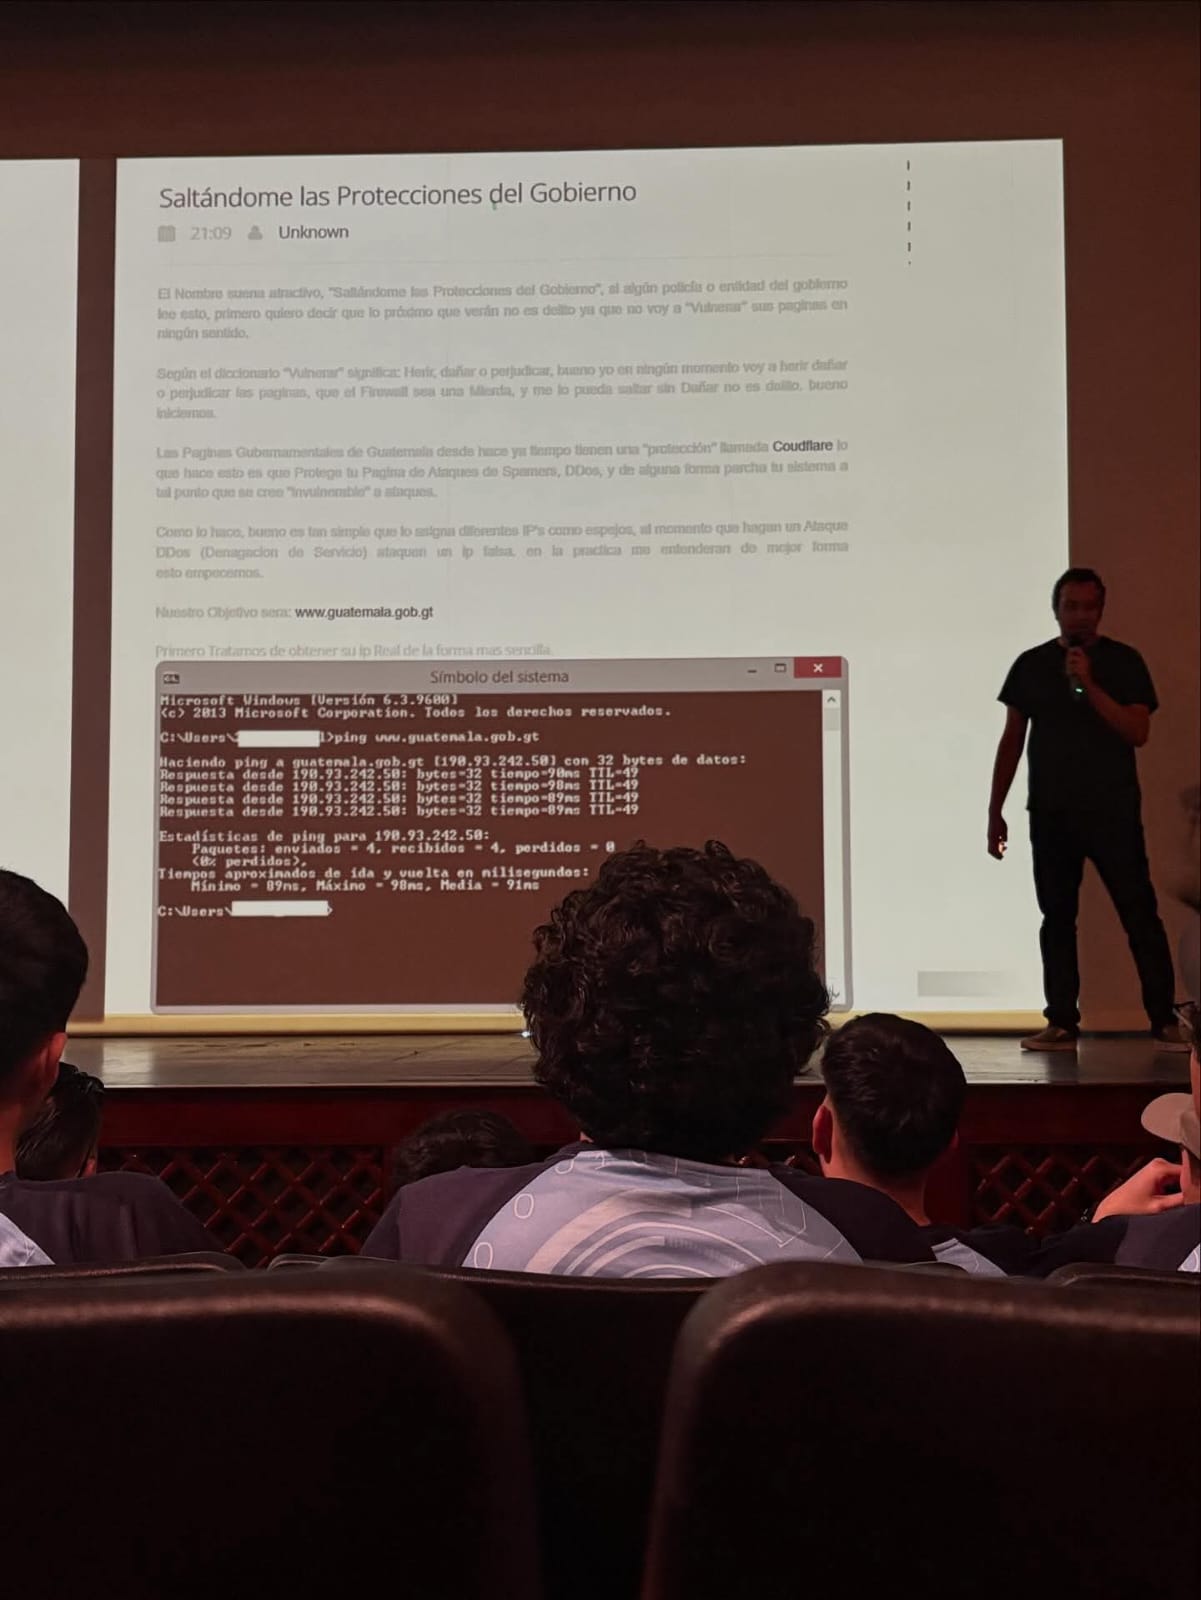 Saltándome las Protecciones del Gobierno
21:09 Unknown
El Nombre suena atractivo, "Saltándome las Protecciones del Gobierno", si algún policía o entidad del gobierno
lee esto, primero quiero decir que lo próximo que verán no es delito ya que no voy a "Vulnerar" sus paginas en
ningún sentido.
Según el diccionario "Vulnerar" significa: Herir, dañar o perjudicar, bueno yo en ningún momento voy a herir dañar
o perjudicar las paginas, que el Firewall sea una Mierda, y me lo pueda saltar sin Dañar no es delito, bueno
iniciemos.
Las Paginas Gubernamentales de Guatemala desde hace ya tiempo tienen una "protección" llamada Coudflare lo
que hace esto es que Protege tu Pagina de Ataques de Spamers, DDos, y de alguna forma parcha tu sistema a
tal punto que se cree "Invulnerable" a ataques.
Como lo hace, bueno es tan simple que lo asigna diferentes IP's como espejos, al momento que hagan un Ataque
DDos (Denagacion de Servicio) ataquen un ip falsa, en la practica me entenderan de mejor forma
esto empecemos.
Nuestro Objetivo sera: www.guatemala.gob.gt
Primero Tratamos de obtener su ip Real de la forma mas sencilla.
Símbolo del sistema
Microsoft Windows [Versión 6.3.9600]
(c) 2013 Microsoft Corporation. Todos los derechos reservados.
C:\Users\ >ping www.guatemala.gob.gt
Haciendo ping a guatemala.gob.gt [190.93.242.50] con 32 bytes de datos:
Respuesta desde 190.93.242.50: bytes=32 tiempo=90ms TTL=49
Respuesta desde 190.93.242.50: bytes=32 tiempo=98ms TTL=49
Respuesta desde 190.93.242.50: bytes=32 tiempo=89ms TTL=49
Respuesta desde 190.93.242.50: bytes=32 tiempo=89ms TTL=49
Estadísticas de ping para 190.93.242.50:
Paquetes: enviados = 4, recibidos = 4, perdidos = 0
(0% perdidos),
Tiempos aproximados de ida y vuelta en milisegundos:
Mínimo = 89ms, Máximo = 98ms, Media = 91ms
C:\Users\ >